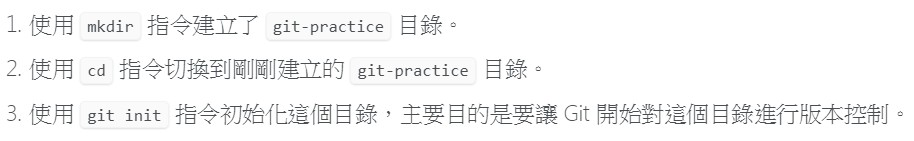 1. 使用 mkdir 指令建立了 git-practice 目錄。
2. 使用 cd 指令切換到剛剛建立的 git-practice 目錄。
3. 使用 git init 指令初始化這個目錄，主要目的是要讓 Git 開始對這個目錄進行版本控制。